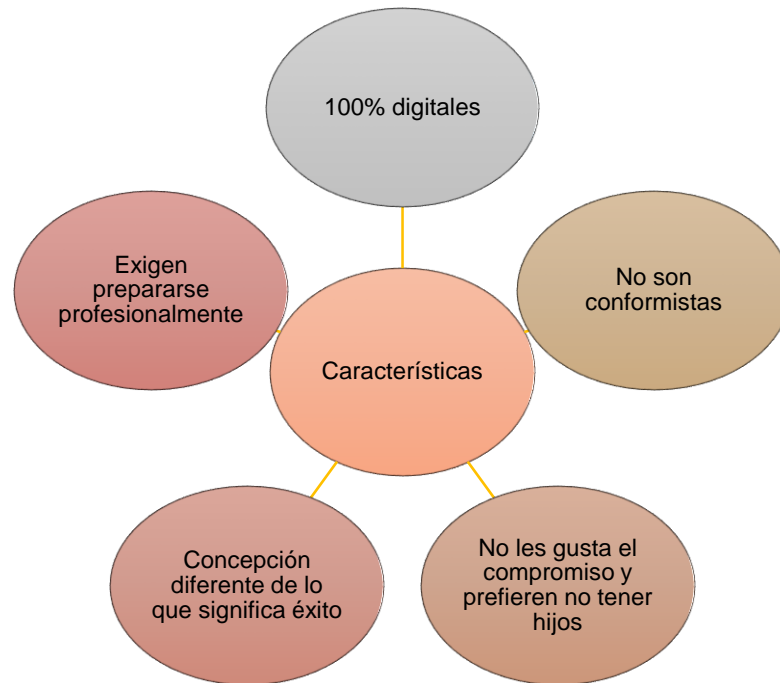 100% digitales
Exigen
prepararse
profesionalmente
No son
conformistas
Características
Concepción
diferente de lo
que significa éxito
No les gusta el
compromiso y
prefieren no tener
hijos